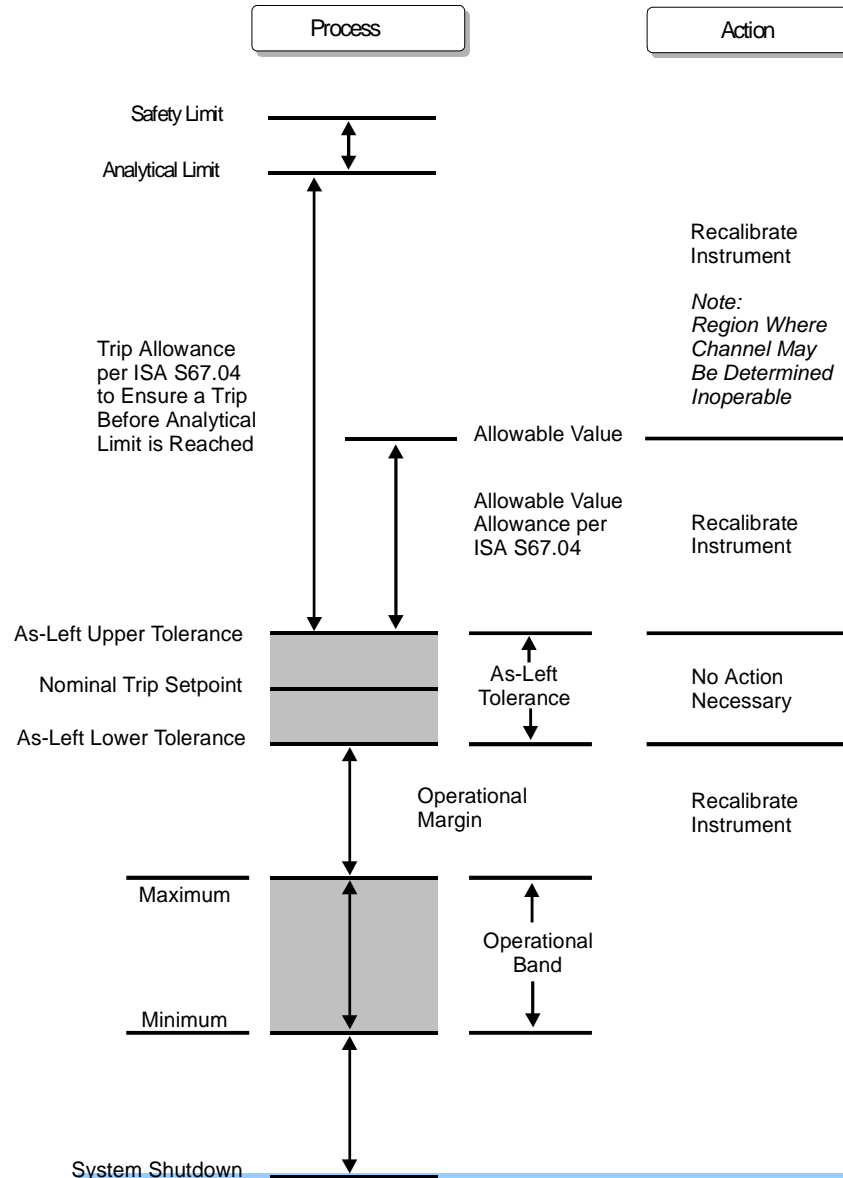 Process
Action
Safety Limit
Analytical Limit
Recalibrate
Instrument
Note:
Region Where
Channel May
Be Determined
Inoperable
Trip Allowance
per ISA S67.04
to Ensure a Trip
Before Analytical
Limit is Reached
Allowable Value
Allowable Value
Allowance per
ISA S67.04
Recalibrate
Instrument
As-Left Upper Tolerance
Nominal Trip Setpoint
As-Left Lower Tolerance
As-Left
Tolerance
No Action
Necessary
Operational
Margin
Recalibrate
Instrument
Maximum
Operational
Band
Minimum
System Shutdown